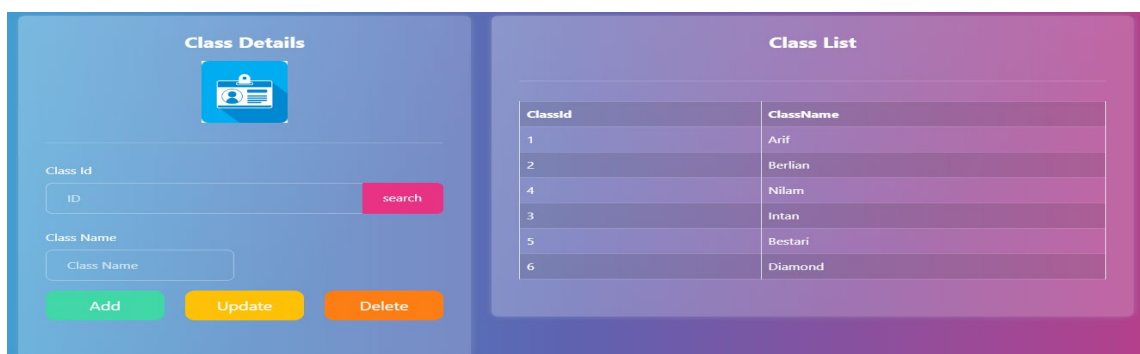 Class Details
Class Id
ID search
Class Name
Class Name
Add Update Delete
Class List
ClassId ClassName
1 Arif
2 Berlian
4 Nilam
3 Intan
5 Bestari
6 Diamond